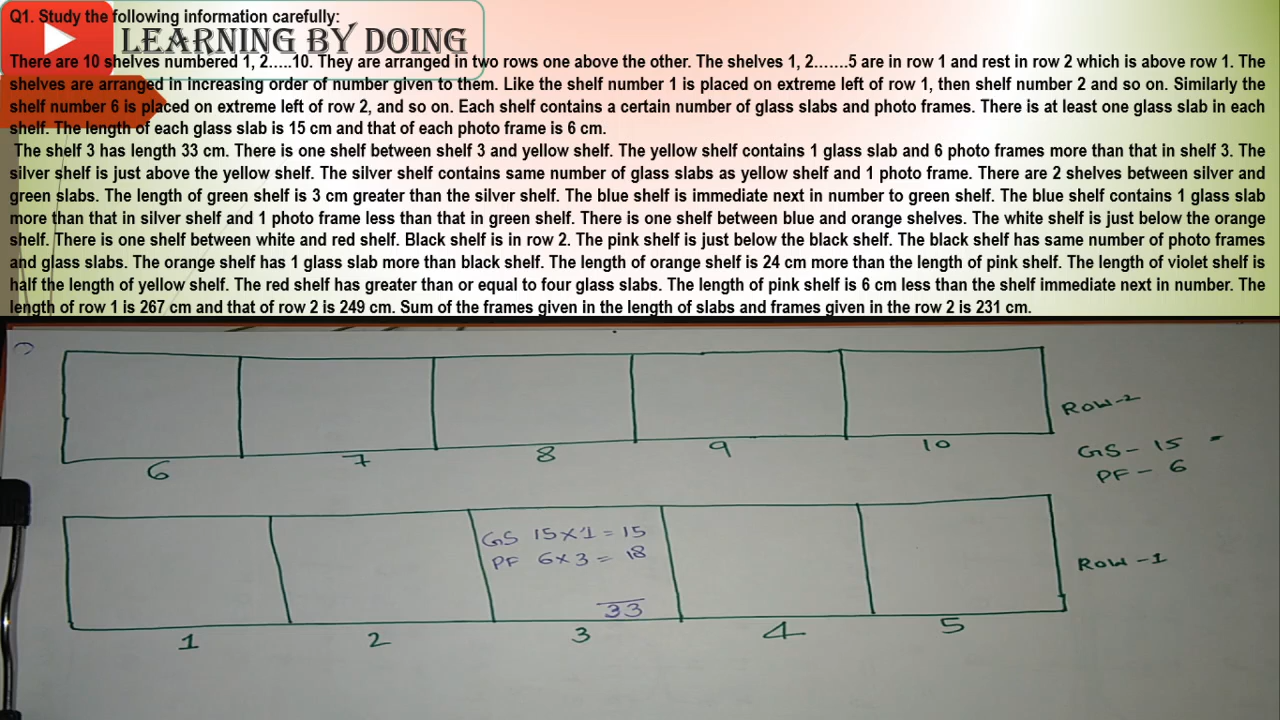 Q1. Study the following information carefully:
LEARNING BY DOING
There are 10 shelves numbered 1, 2.....10. They are arranged in two rows one above the other. The shelves 1, 2.......5 are in row 1 and rest in row 2 which is above row 1. The
shelves are arranged in increasing order of number given to them. Like the shelf number 1 is placed on extreme left of row 1, then shelf number 2 and so on. Similarly the
shelf number 6 is placed on extreme left of row 2, and so on. Each shelf contains a certain number of glass slabs and photo frames. There is at least one glass slab in each
shelf. The length of each glass slab is 15 cm and that of each photo frame is 6 cm.
The shelf 3 has length 33 cm. There is one shelf between shelf 3 and yellow shelf. The yellow shelf contains 1 glass slab and 6 photo frames more than that in shelf 3. The
silver shelf is just above the yellow shelf. The silver shelf contains same number of glass slabs as yellow shelf and 1 photo frame. There are 2 shelves between silver and
green slabs. The length of green shelf is 3 cm greater than the silver shelf. The blue shelf is immediate next in number to green shelf. The blue shelf contains 1 glass slab
more than that in silver shelf and 1 photo frame less than that in green shelf. There is one shelf between blue and orange shelves. The white shelf is just below the orange
shelf. There is one shelf between white and red shelf. Black shelf is in row 2. The pink shelf is just below the black shelf. The black shelf has same number of photo frames
and glass slabs. The orange shelf has 1 glass slab more than black shelf. The length of orange shelf is 24 cm more than the length of pink shelf. The length of violet shelf is
half the length of yellow shelf. The red shelf has greater than or equal to four glass slabs. The length of pink shelf is 6 cm less than the shelf immediate next in number. The
length of row 1 is 267 cm and that of row 2 is 249 cm. Sum of the frames given in the length of slabs and frames given in the row 2 is 231 cm.
6 7 8 9 10
ROW-2
GS - 15
PF - 6
GS 15×1 = 15
PF 6×3 = 18
33
ROW-1
1 2 3 4 5